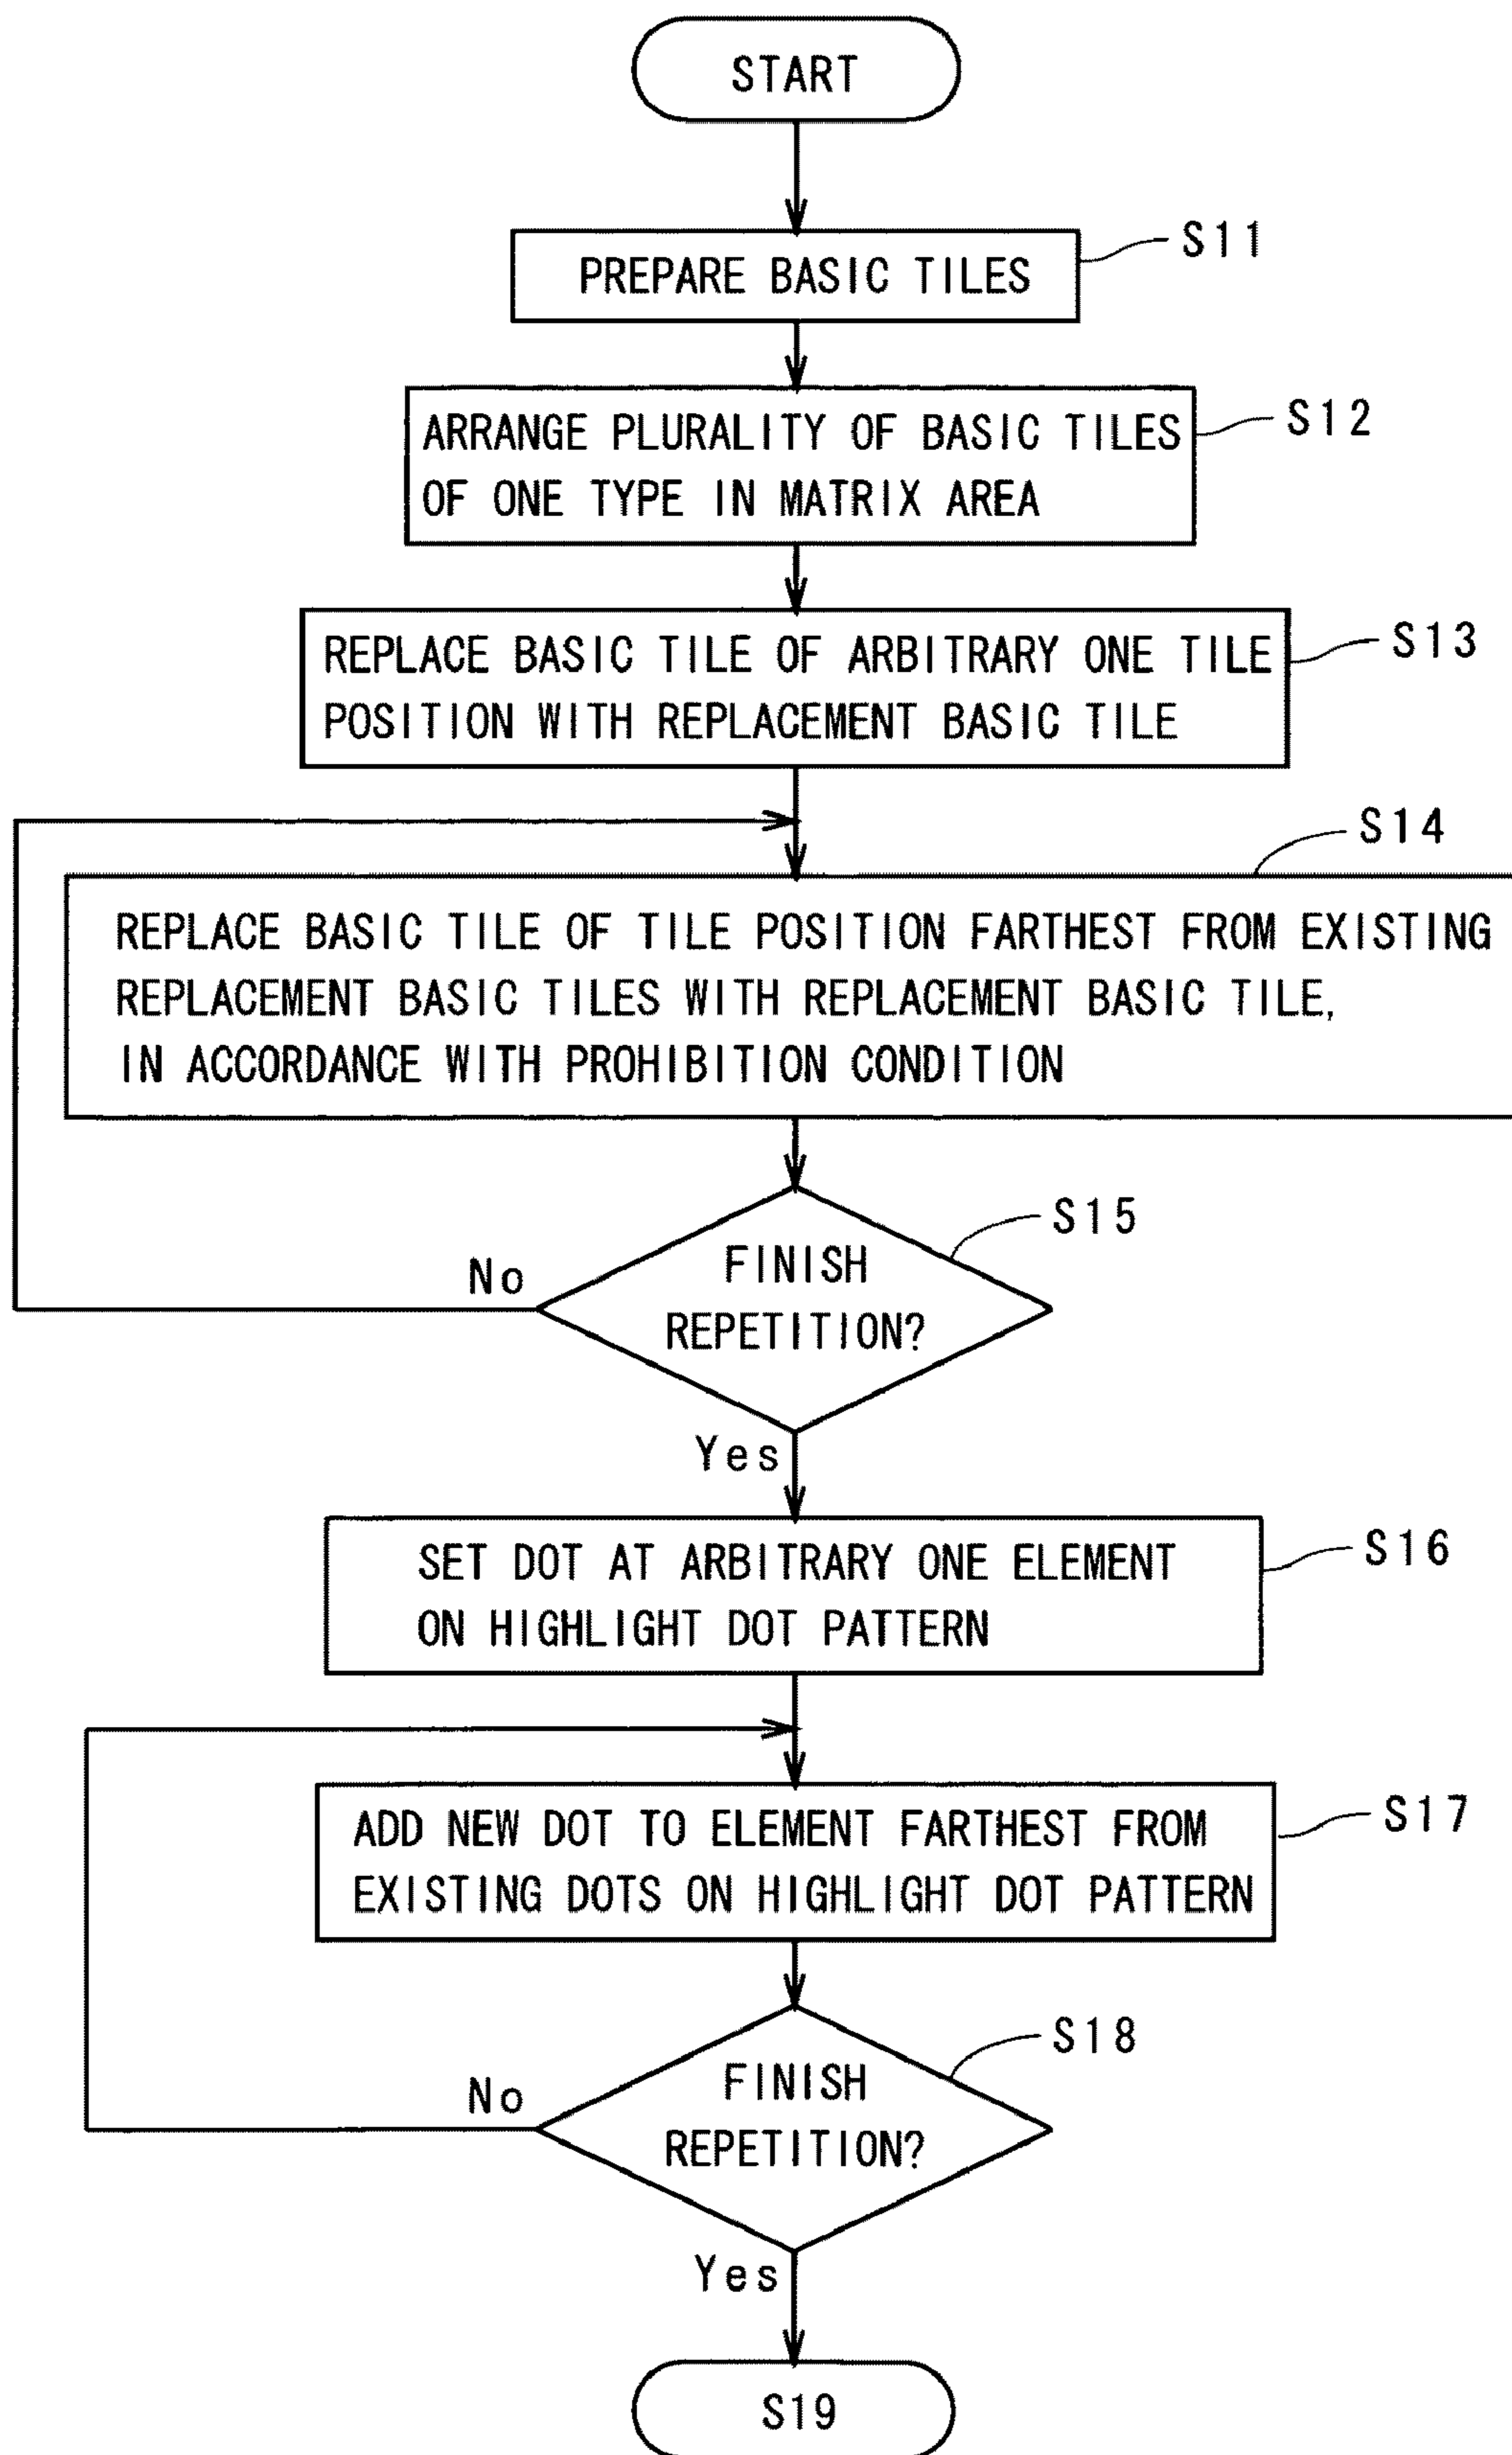 START
S11
PREPARE BASIC TILES
S12
ARRANGE PLURALITY OF BASIC TILES
OF ONE TYPE IN MATRIX AREA
S13
REPLACE BASIC TILE OF ARBITRARY ONE TILE
POSITION WITH REPLACEMENT BASIC TILE
S14
REPLACE BASIC TILE OF TILE POSITION FARTHEST FROM EXISTING
REPLACEMENT BASIC TILES WITH REPLACEMENT BASIC TILE,
IN ACCORDANCE WITH PROHIBITION CONDITION
S15
FINISH
REPETITION?
No
Yes
S16
SET DOT AT ARBITRARY ONE ELEMENT
ON HIGHLIGHT DOT PATTERN
S17
ADD NEW DOT TO ELEMENT FARTHEST FROM
EXISTING DOTS ON HIGHLIGHT DOT PATTERN
S18
FINISH
REPETITION?
No
Yes
S19